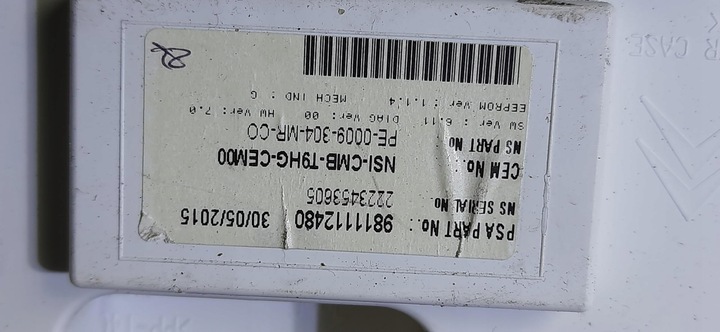 PSA PART No : 9811112480 30/05/2015
NS SERIAL No : 2223453605
CEM No. : NSI-CMB-T9HG-CEM00
NS PART No : PE-0009-304-MR-CO
SW Ver : 6.11 DIAG Ver: 00 HW Ver: 7.0
EEPROM Ver : 1.1.4 MECH IND : G
CASE